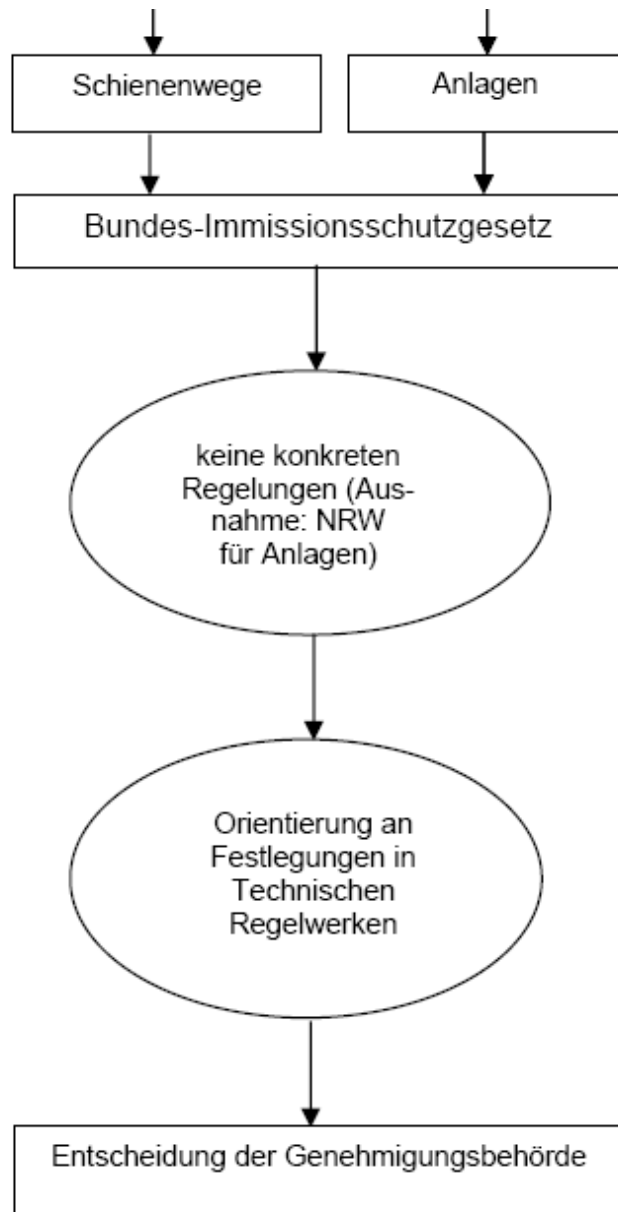 Schienenwege
Anlagen
Bundes-Immissionsschutzgesetz
keine konkreten
Regelungen (Aus-
nahme: NRW
für Anlagen)
Orientierung an
Festlegungen in
Technischen
Regelwerken
Entscheidung der Genehmigungsbehörde